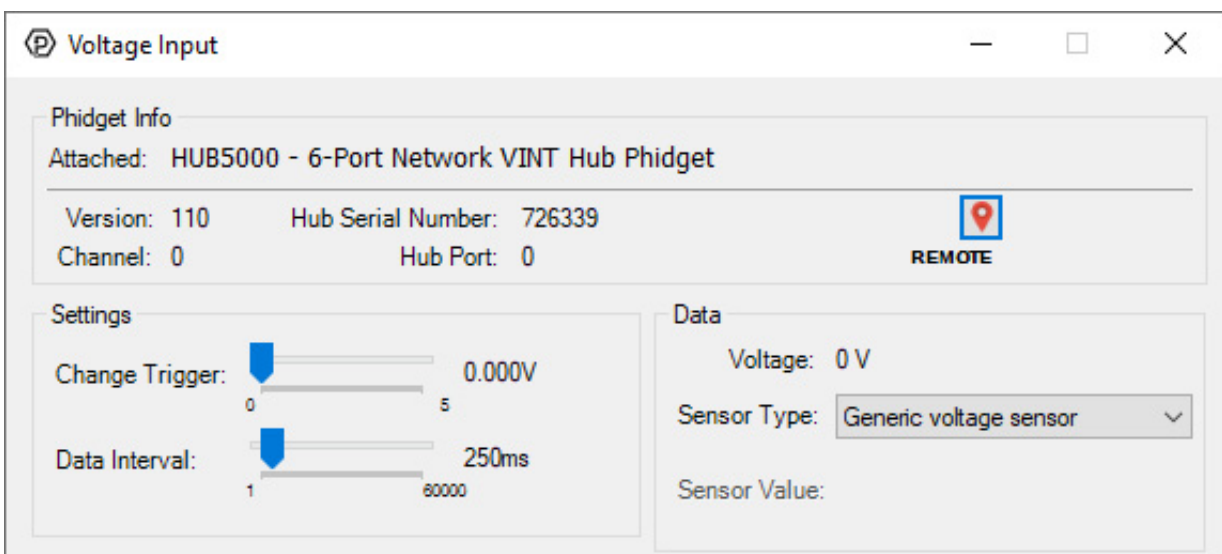 Voltage Input
Phidget Info
Attached: HUB5000 - 6-Port Network VINT Hub Phidget
Version: 110 Hub Serial Number: 726339
Channel: 0 Hub Port: 0 REMOTE
Settings
Change Trigger: 0.000V
0 5
Data Interval: 250ms
1 60000
Data
Voltage: 0 V
Sensor Type: Generic voltage sensor
Sensor Value: